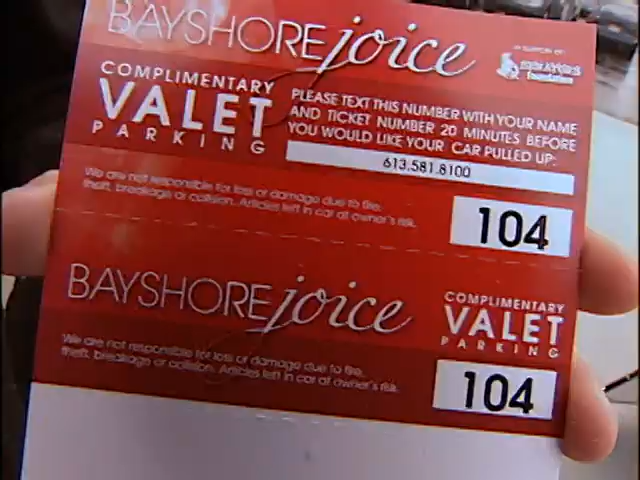 BAYSHORE joice
IN SUPPORT OF:
foundation
COMPLIMENTARY
VALET
PARKING
PLEASE TEXT THIS NUMBER WITH YOUR NAME
AND TICKET NUMBER 20 MINUTES BEFORE
YOU WOULD LIKE YOUR CAR PULLED UP:
613.581.8100
We are not responsible for loss or damage due to fire,
theft, breakage or collision. Articles left in car at owner's risk.
104
BAYSHORE joice
COMPLIMENTARY
VALET
PARKING
We are not responsible for loss or damage due to fire,
theft, breakage or collision. Articles left in car at owner's risk.
104